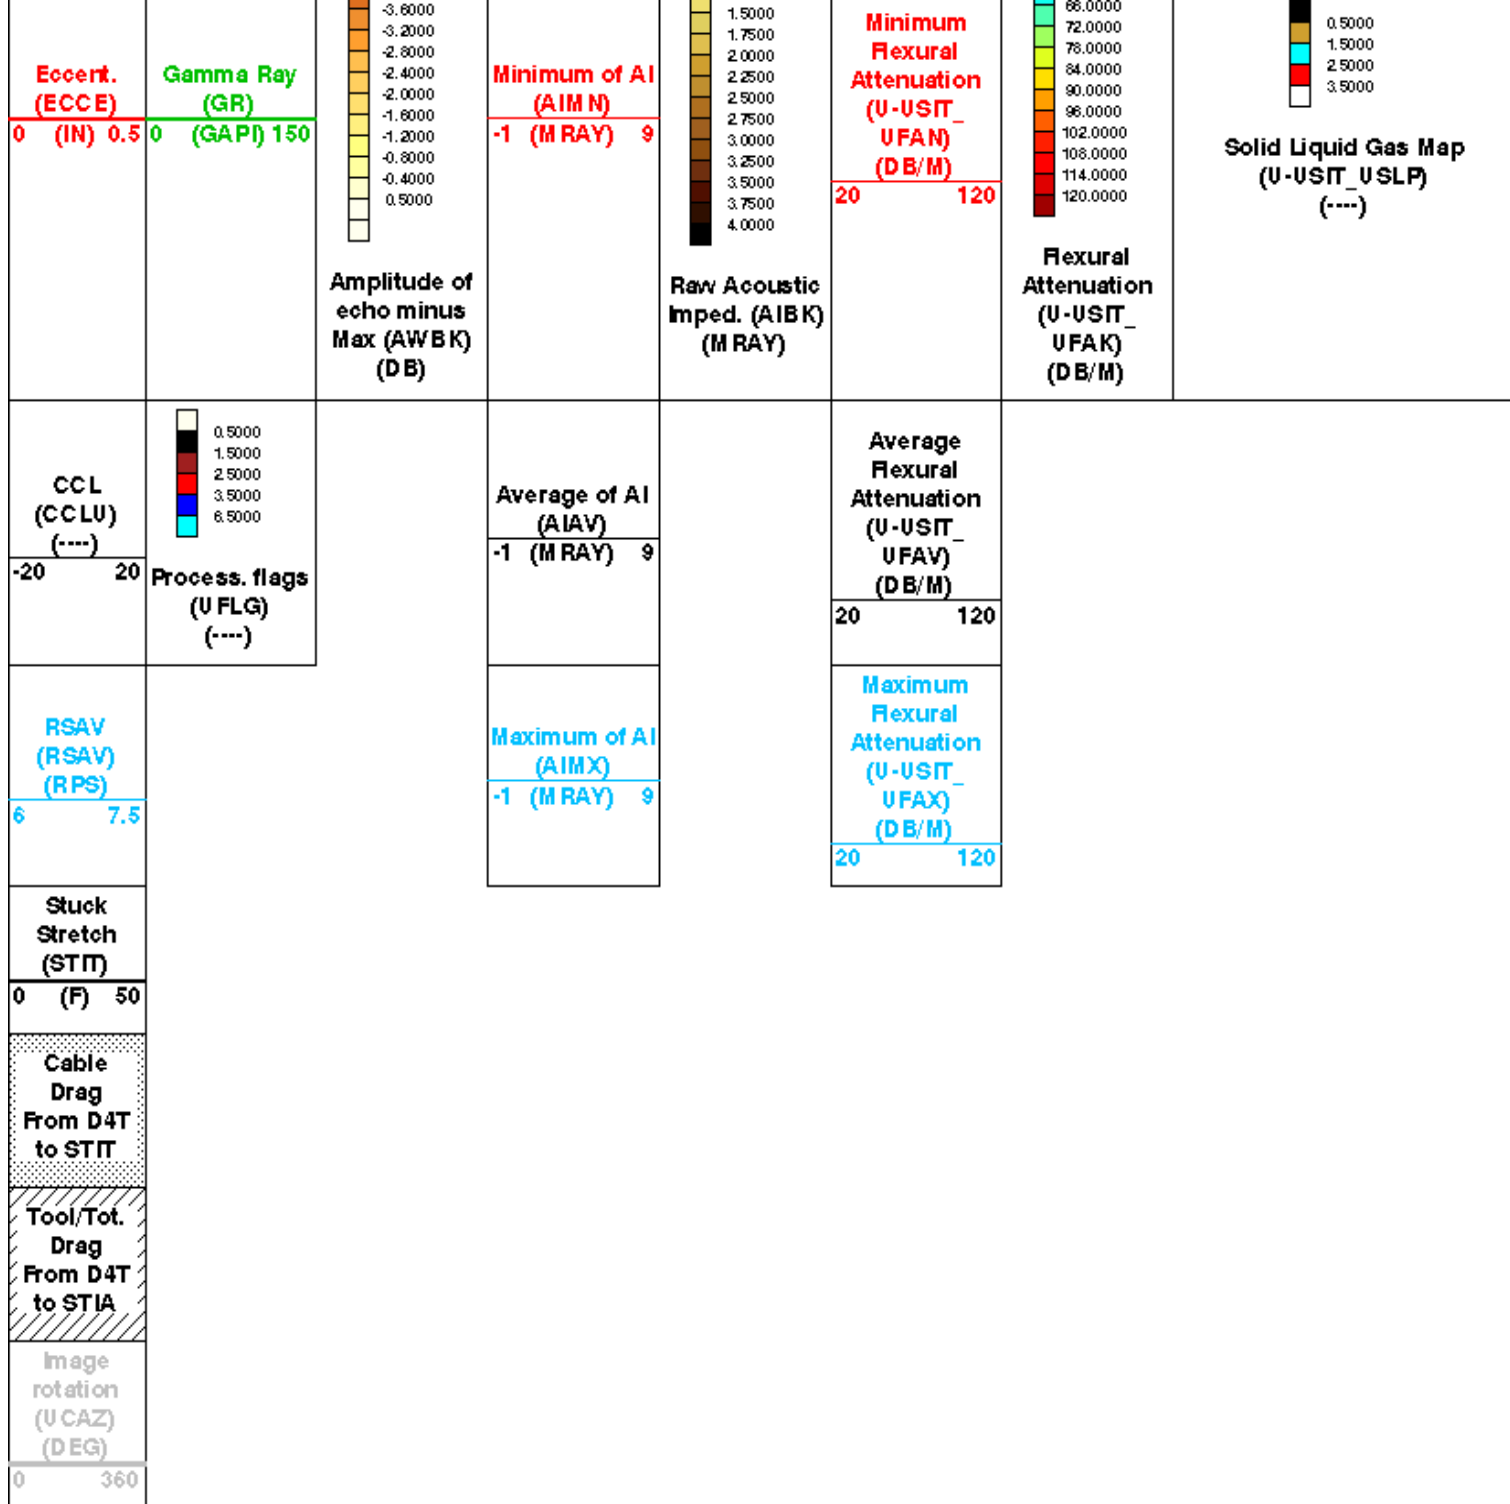 Eccent.
(ECCE)
0 (IN) 0.5
Gamma Ray
(GR)
0 (GAPI) 150
-3.6000
-3.2000
-2.8000
-2.4000
-2.0000
-1.6000
-1.2000
-0.8000
-0.4000
0.5000
Amplitude of
echo minus
Max (AWBK)
(DB)
Minimum of AI
(AIMN)
-1 (MRAY) 9
1.5000
1.7500
2.0000
2.2500
2.5000
2.7500
3.0000
3.2500
3.5000
3.7500
4.0000
Raw Acoustic
Imped. (AIBK)
(MRAY)
Minimum
Flexural
Attenuation
(U-USIT_
UFAN)
(DB/M)
20 120
66.0000
72.0000
78.0000
84.0000
90.0000
96.0000
102.0000
108.0000
114.0000
120.0000
Flexural
Attenuation
(U-USIT_
UFAK)
(DB/M)
0.5000
1.5000
2.5000
3.5000
Solid Liquid Gas Map
(U-USIT_USLP)
(----)
CCL
(CCLU)
(----)
-20 20
0.5000
1.5000
2.5000
3.5000
6.5000
Process. flags
(UFLG)
(----)
Average of AI
(AIAV)
-1 (MRAY) 9
Average
Flexural
Attenuation
(U-USIT_
UFAV)
(DB/M)
20 120
RSAV
(RSAV)
(RPS)
6 7.5
Maximum of AI
(AIMX)
-1 (MRAY) 9
Maximum
Flexural
Attenuation
(U-USIT_
UFAX)
(DB/M)
20 120
Stuck
Stretch
(STIT)
0 (F) 50
Cable
Drag
From D4T
to STIT
Tool/Tot.
Drag
From D4T
to STIA
Image
rotation
(UCAZ)
(DEG)
0 360